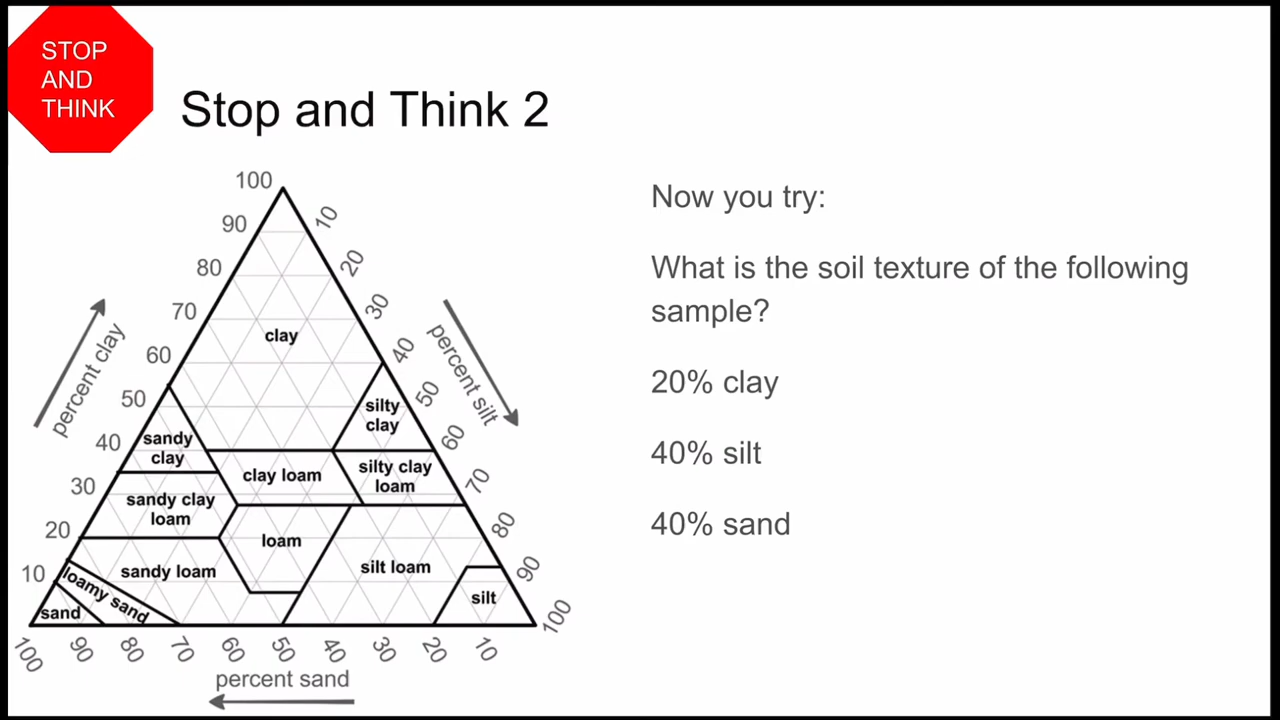 STOP
AND
THINK
Stop and Think 2
Now you try:
What is the soil texture of the following
sample?
20% clay
40% silt
40% sand
100
90
80
70
60
50
40
30
20
10
percent clay
10
20
30
40
50
60
70
80
90
100
percent silt
clay
silty
clay
sandy
clay
clay loam
silty clay
loam
sandy clay
loam
loam
sandy loam
silt loam
loamy sand
sand
silt
100
90
80
70
60
50
40
30
20
10
percent sand